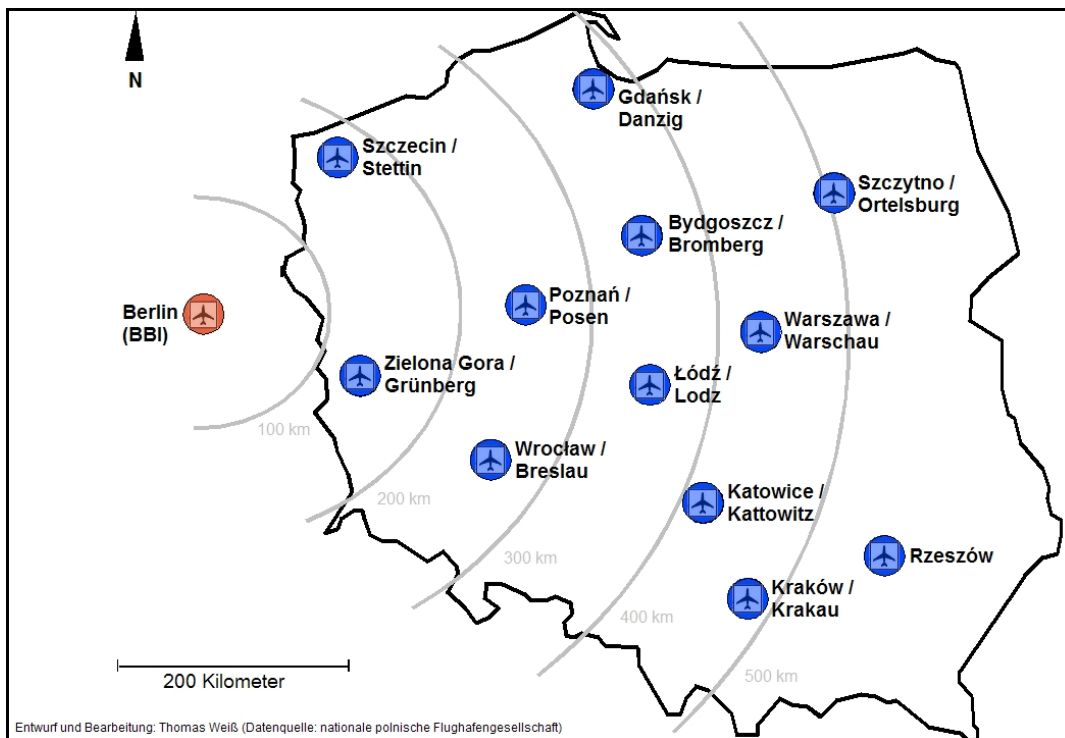 N
Gdańsk /
Danzig
Szczecin /
Stettin
Szczytno /
Ortelsburg
Bydgoszcz /
Bromberg
Berlin
(BBI)
Poznań /
Posen
Warszawa /
Warschau
Zielona Gora /
Grünberg
Łódź /
Lodz
100 km
Wrocław /
Breslau
200 km
Katowice /
Kattowitz
300 km
Rzeszów
Kraków /
Krakau
400 km
500 km
200 Kilometer
Entwurf und Bearbeitung: Thomas Weiß (Datenquelle: nationale polnische Flughafengesellschaft)